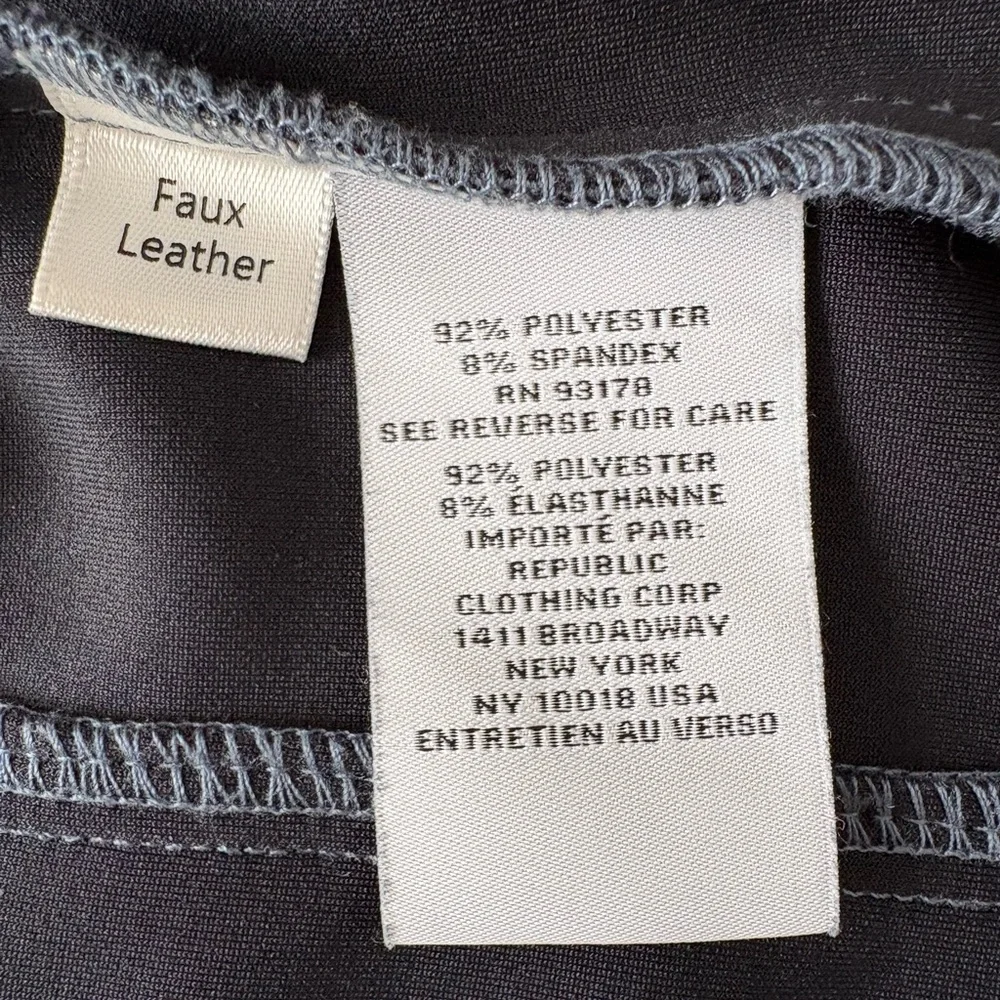 Faux
Leather
92% POLYESTER
8% SPANDEX
RN 93178
SEE REVERSE FOR CARE
92% POLYESTER
8% ÉLASTHANNE
IMPORTÉ PAR:
REPUBLIC
CLOTHING CORP
1411 BROADWAY
NEW YORK
NY 10018 USA
ENTRETIEN AU VERSO